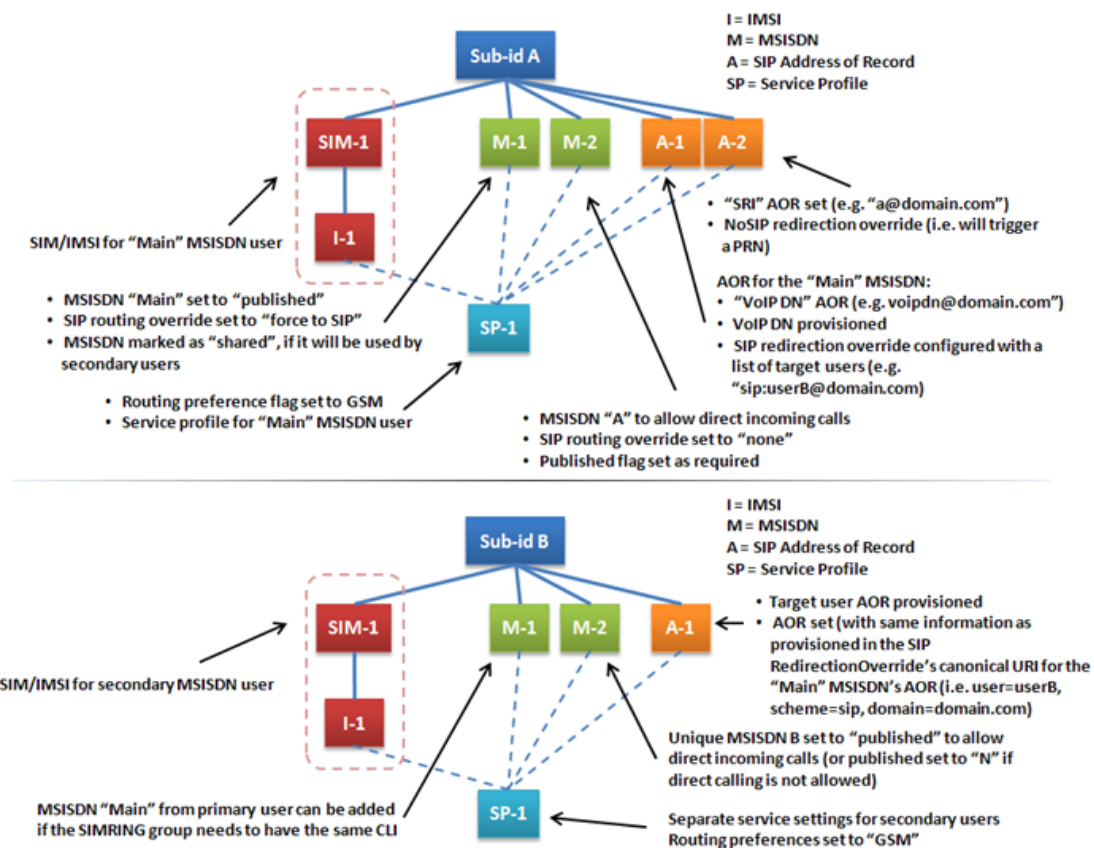 I = IMSI
M = MSISDN
A = SIP Address of Record
SP = Service Profile
Sub-id A
SIM-1
M-1
M-2
A-1
A-2
I-1
SP-1
SIM/IMSI for “Main” MSISDN user
• “SRI” AOR set (e.g. “a@domain.com”)
• NoSIP redirection override (i.e. will trigger
a PRN)
AOR for the “Main” MSISDN:
• “VoIP DN” AOR (e.g. voipdn@domain.com”)
• VoIP DN provisioned
• SIP redirection override configured with a
list of target users (e.g.
“sip:userB@domain.com)
• MSISDN “Main” set to “published”
• SIP routing override set to “force to SIP”
• MSISDN marked as “shared”, if it will be used by
secondary users
• Routing preference flag set to GSM
• Service profile for “Main” MSISDN user
• MSISDN “A” to allow direct incoming calls
• SIP routing override set to “none”
• Published flag set as required
I = IMSI
M = MSISDN
A = SIP Address of Record
SP = Service Profile
Sub-id B
SIM-1
M-1
M-2
A-1
I-1
SP-1
• Target user AOR provisioned
• AOR set (with same information as
provisioned in the SIP
RedirectionOverride’s canonical URI for the
“Main” MSISDN’s AOR (i.e. user=userB,
scheme=sip, domain=domain.com)
SIM/IMSI for secondary MSISDN user
Unique MSISDN B set to “published” to allow
direct incoming calls (or published set to “N” if
direct calling is not allowed)
MSISDN “Main” from primary user can be added
if the SIMRING group needs to have the same CLI
Separate service settings for secondary users
Routing preferences set to “GSM”